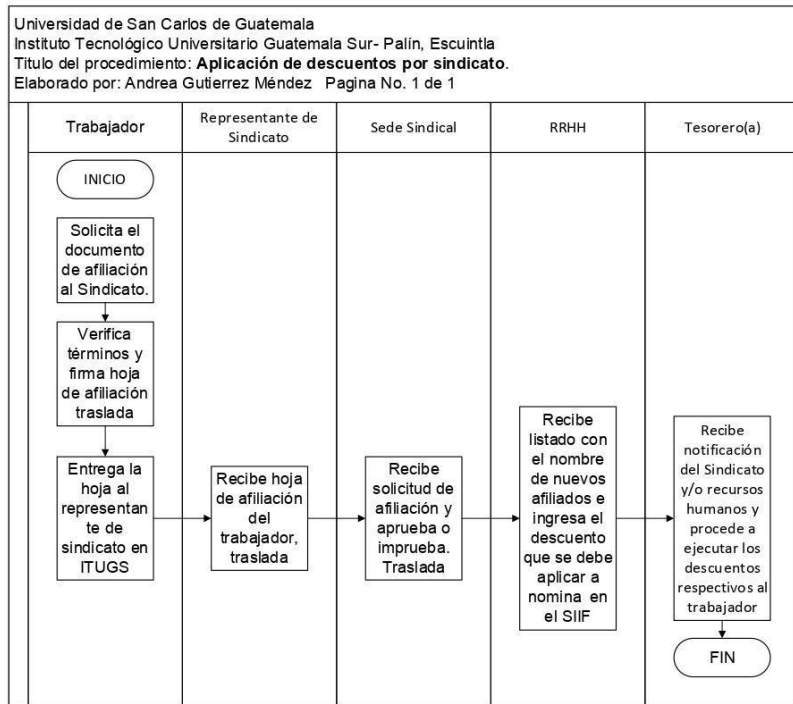 Universidad de San Carlos de Guatemala
Instituto Tecnológico Universitario Guatemala Sur- Palín, Escuintla
Titulo del procedimiento: Aplicación de descuentos por sindicato.
Elaborado por: Andrea Gutierrez Méndez Pagina No. 1 de 1
Trabajador
Representante de
Sindicato
Sede Sindical
RRHH
Tesorero(a)
INICIO
Solicita el
documento
de afiliación
al Sindicato.
Verifica
términos y
firma hoja
de afiliación
traslada
Entrega la
hoja al
representan
te de
sindicato en
ITUGS
Recibe hoja
de afiliación
del
trabajador,
traslada
Recibe
solicitud de
afiliación y
aprueba o
imprueba.
Traslada
Recibe
listado con
el nombre
de nuevos
afiliados e
ingresa el
descuento
que se debe
aplicar a
nomina en
el SIIF
Recibe
notificación
del Sindicato
y/o recursos
humanos y
procede a
ejecutar los
descuentos
respectivos al
trabajador
FIN